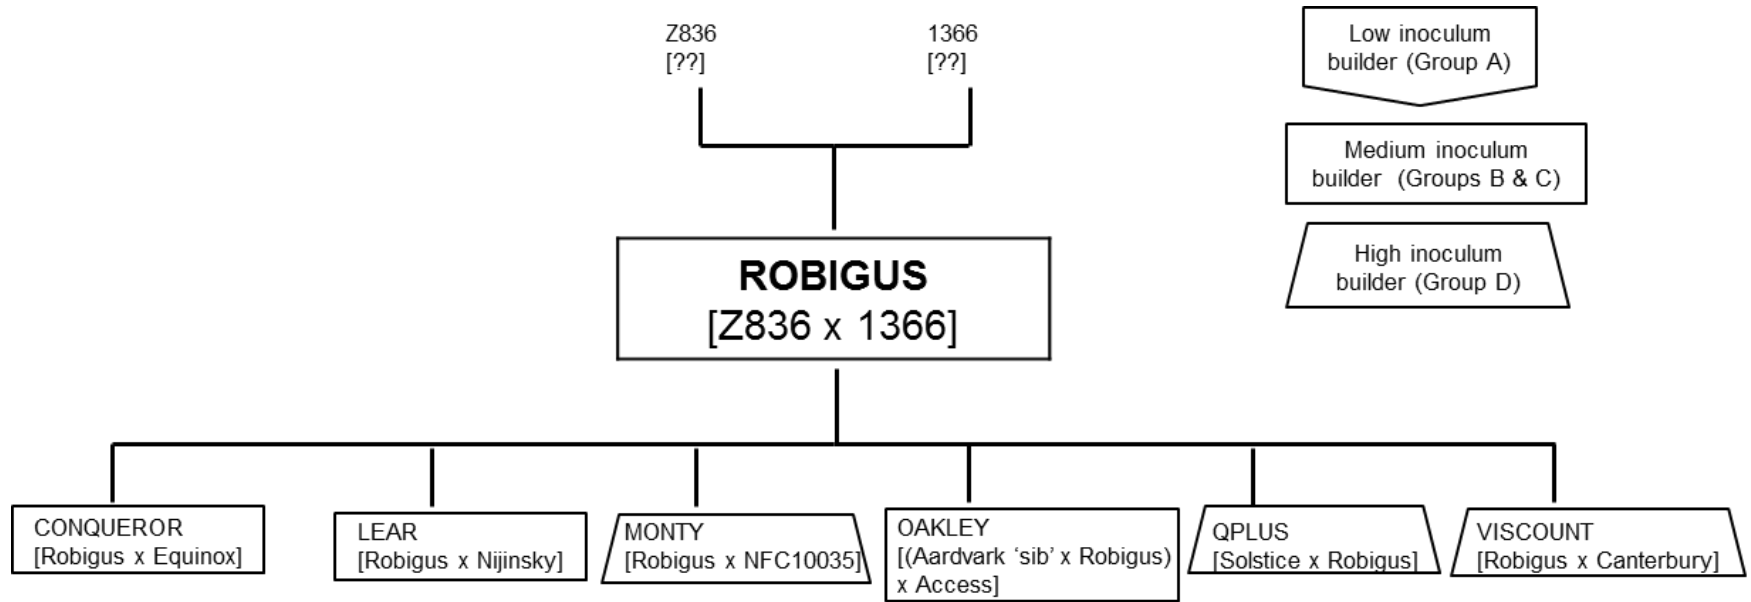 Z836
[??]
1366
[??]
Low inoculum
builder (Group A)
Medium inoculum
builder (Groups B & C)
High inoculum
builder (Group D)
ROBIGUS
[Z836 x 1366]
CONQUEROR
[Robigus x Equinox]
LEAR
[Robigus x Nijinsky]
MONTY
[Robigus x NFC10035]
OAKLEY
[(Aardvark ‘sib’ x Robigus)
x Access]
QPLUS
[Solstice x Robigus]
VISCOUNT
[Robigus x Canterbury]